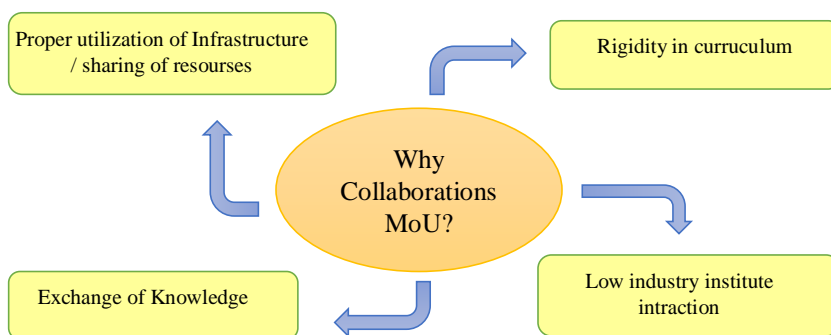 Proper utilization of Infrastructure
/ sharing of resourses
Rigidity in curruculum
Why
Collaborations
MoU?
Exchange of Knowledge
Low industry institute
intraction